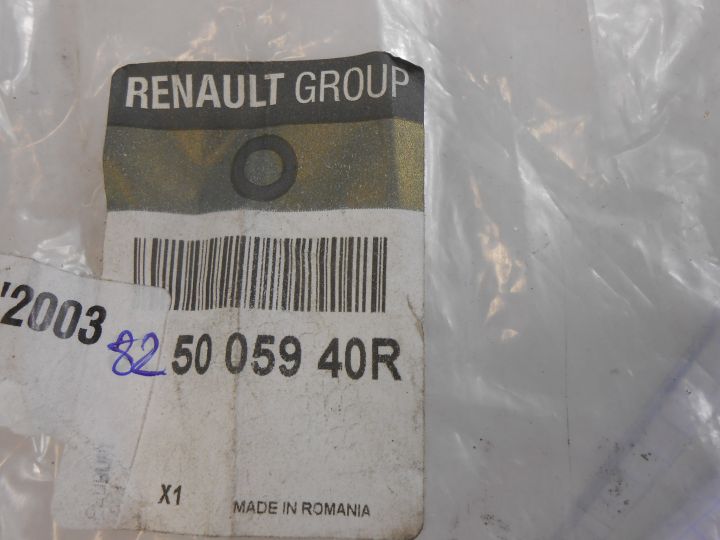 RENAULT GROUP
'2003
82 50 059 40R
X1
MADE IN ROMANIA